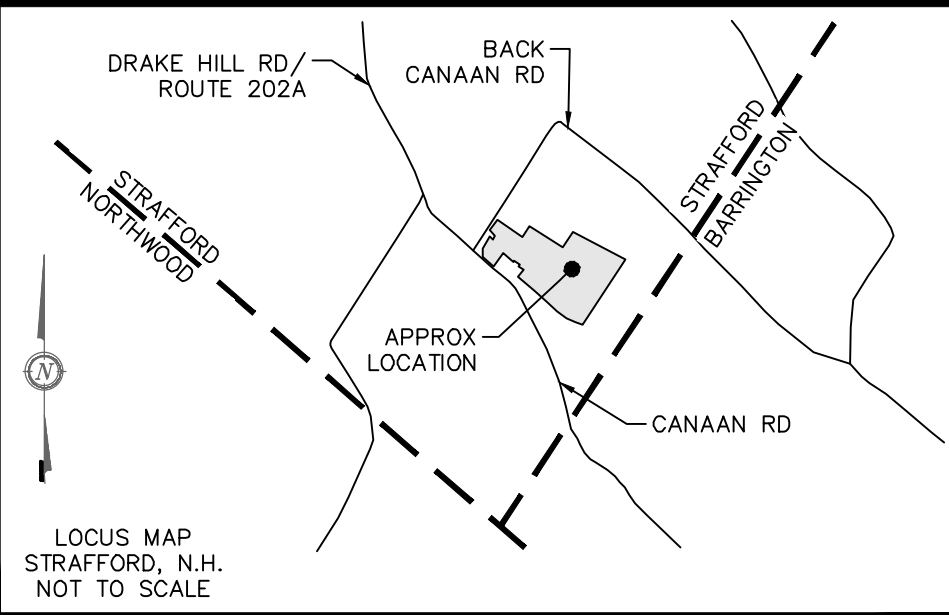 DRAKE HILL RD/
ROUTE 202A
BACK
CANAAN RD
STRAFFORD
BARRINGTON
STRAFFORD
NORTHWOOD
N
APPROX
LOCATION
CANAAN RD
LOCUS MAP
STRAFFORD, N.H.
NOT TO SCALE